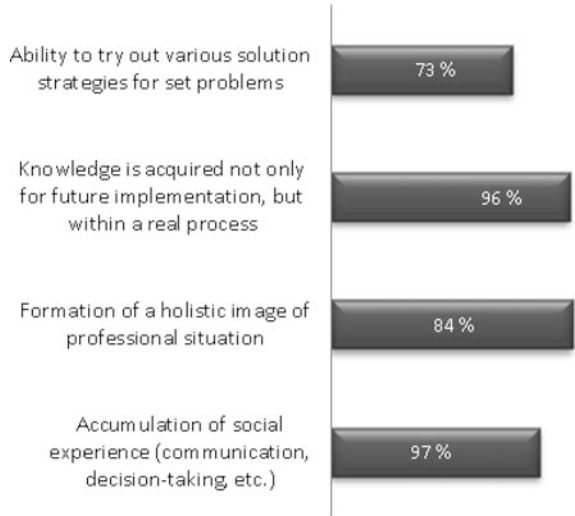 Ability to try out various solution
strategies for set problems
73 %
Knowledge is acquired not only
for future implementation, but
within a real process
96 %
Formation of a holistic image of
professional situation
84 %
Accumulation of social
experience (communication,
decision-taking, etc.)
97 %